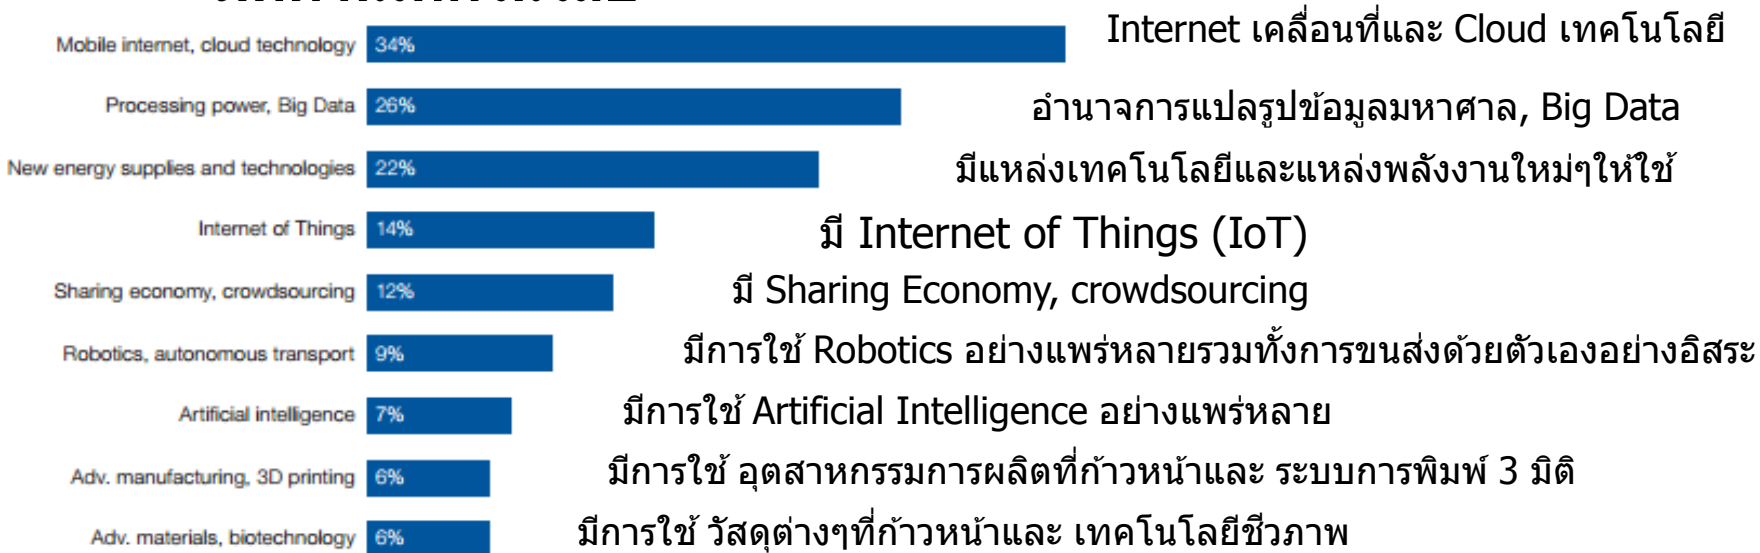 Mobile internet, cloud technology 34% Internet เคลื่อนที่และ Cloud เทคโนโลยี
Processing power, Big Data 26% อำนาจการแปลรูปข้อมูลมหาศาล, Big Data
New energy supplies and technologies 22% มีแหล่งเทคโนโลยีและแหล่งพลังงานใหม่ๆให้ใช้
Internet of Things 14% มี Internet of Things (IoT)
Sharing economy, crowdsourcing 12% มี Sharing Economy, crowdsourcing
Robotics, autonomous transport 9% มีการใช้ Robotics อย่างแพร่หลายรวมทั้งการขนส่งด้วยตัวเองอย่างอิสระ
Artificial intelligence 7% มีการใช้ Artificial Intelligence อย่างแพร่หลาย
Adv. manufacturing, 3D printing 6% มีการใช้ อุตสาหกรรมการผลิตที่ก้าวหน้าและ ระบบการพิมพ์ 3 มิติ
Adv. materials, biotechnology 6% มีการใช้ วัสดุต่างๆที่ก้าวหน้าและ เทคโนโลยีชีวภาพ